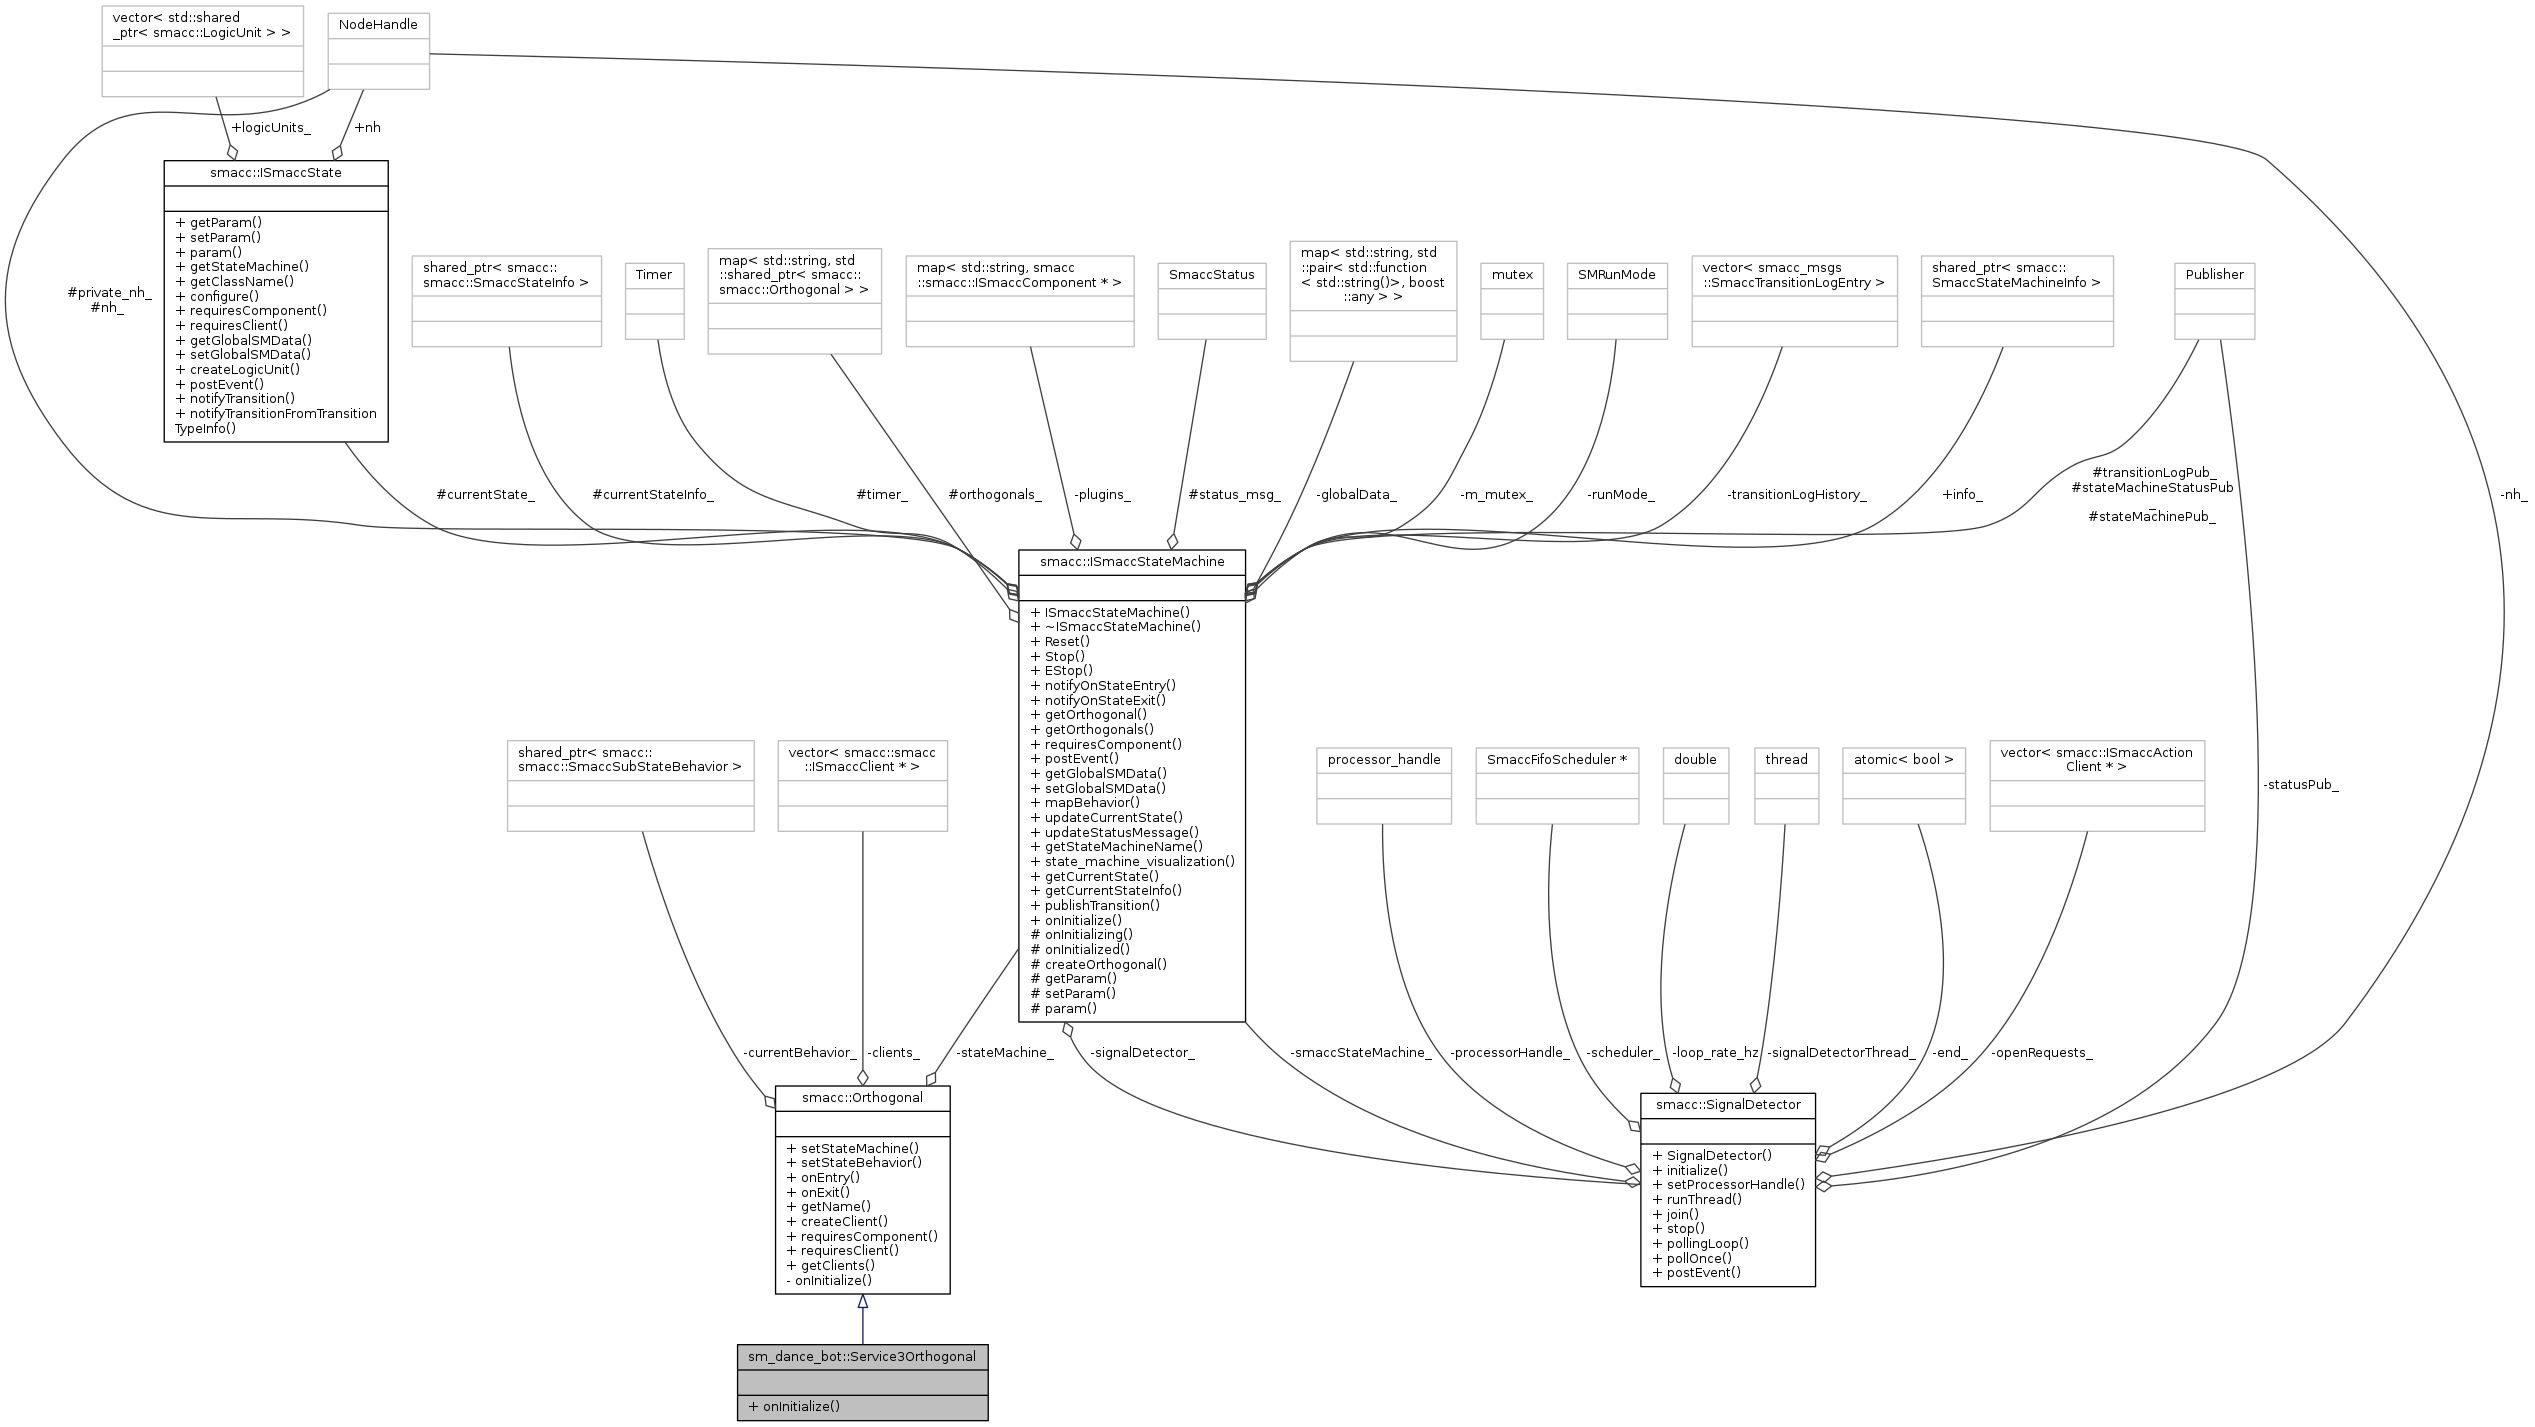 vector< std::shared
_ptr< smacc::LogicUnit > >
NodeHandle
+logicUnits_
+nh
smacc::ISmaccState
+ getParam()
+ setParam()
+ param()
+ getStateMachine()
+ getClassName()
+ configure()
+ requiresComponent()
+ requiresClient()
+ getGlobalSMData()
+ setGlobalSMData()
+ createLogicUnit()
+ postEvent()
+ notifyTransition()
+ notifyTransitionFromTransition
TypeInfo()
#private_nh_
#nh_
shared_ptr< smacc::
smacc::SmaccStateInfo >
Timer
map< std::string, std
::shared_ptr< smacc::
smacc::Orthogonal > >
map< std::string, smacc
::smacc::ISmaccComponent * >
SmaccStatus
map< std::string, std
::pair< std::function
< std::string()>, boost
::any > >
mutex
SMRunMode
vector< smacc_msgs
::SmaccTransitionLogEntry >
shared_ptr< smacc::
SmaccStateMachineInfo >
Publisher
#currentState_
#currentStateInfo_
#timer_
#orthogonals_
-plugins_
#status_msg_
-globalData_
-m_mutex_
-runMode_
-transitionLogHistory_
+info_
#transitionLogPub_
#stateMachineStatusPub
_
#stateMachinePub_
-nh_
smacc::ISmaccStateMachine
+ ISmaccStateMachine()
+ ~ISmaccStateMachine()
+ Reset()
+ Stop()
+ EStop()
+ notifyOnStateEntry()
+ notifyOnStateExit()
+ getOrthogonal()
+ getOrthogonals()
+ requiresComponent()
+ postEvent()
+ getGlobalSMData()
+ setGlobalSMData()
+ mapBehavior()
+ updateCurrentState()
+ updateStatusMessage()
+ getStateMachineName()
+ state_machine_visualization()
+ getCurrentState()
+ getCurrentStateInfo()
+ publishTransition()
+ onInitialize()
# onInitializing()
# onInitialized()
# createOrthogonal()
# getParam()
# setParam()
# param()
shared_ptr< smacc::
smacc::SmaccSubStateBehavior >
vector< smacc::smacc
::ISmaccClient * >
processor_handle
SmaccFifoScheduler *
double
thread
atomic< bool >
vector< smacc::ISmaccAction
Client * >
-statusPub_
-currentBehavior_
-clients_
-stateMachine_
-signalDetector_
-smaccStateMachine_
-processorHandle_
-scheduler_
-loop_rate_hz
-signalDetectorThread_
-end_
-openRequests_
smacc::Orthogonal
+ setStateMachine()
+ setStateBehavior()
+ onEntry()
+ onExit()
+ getName()
+ createClient()
+ requiresComponent()
+ requiresClient()
+ getClients()
- onInitialize()
smacc::SignalDetector
+ SignalDetector()
+ initialize()
+ setProcessorHandle()
+ runThread()
+ join()
+ stop()
+ pollingLoop()
+ pollOnce()
+ postEvent()
sm_dance_bot::Service3Orthogonal
+ onInitialize()